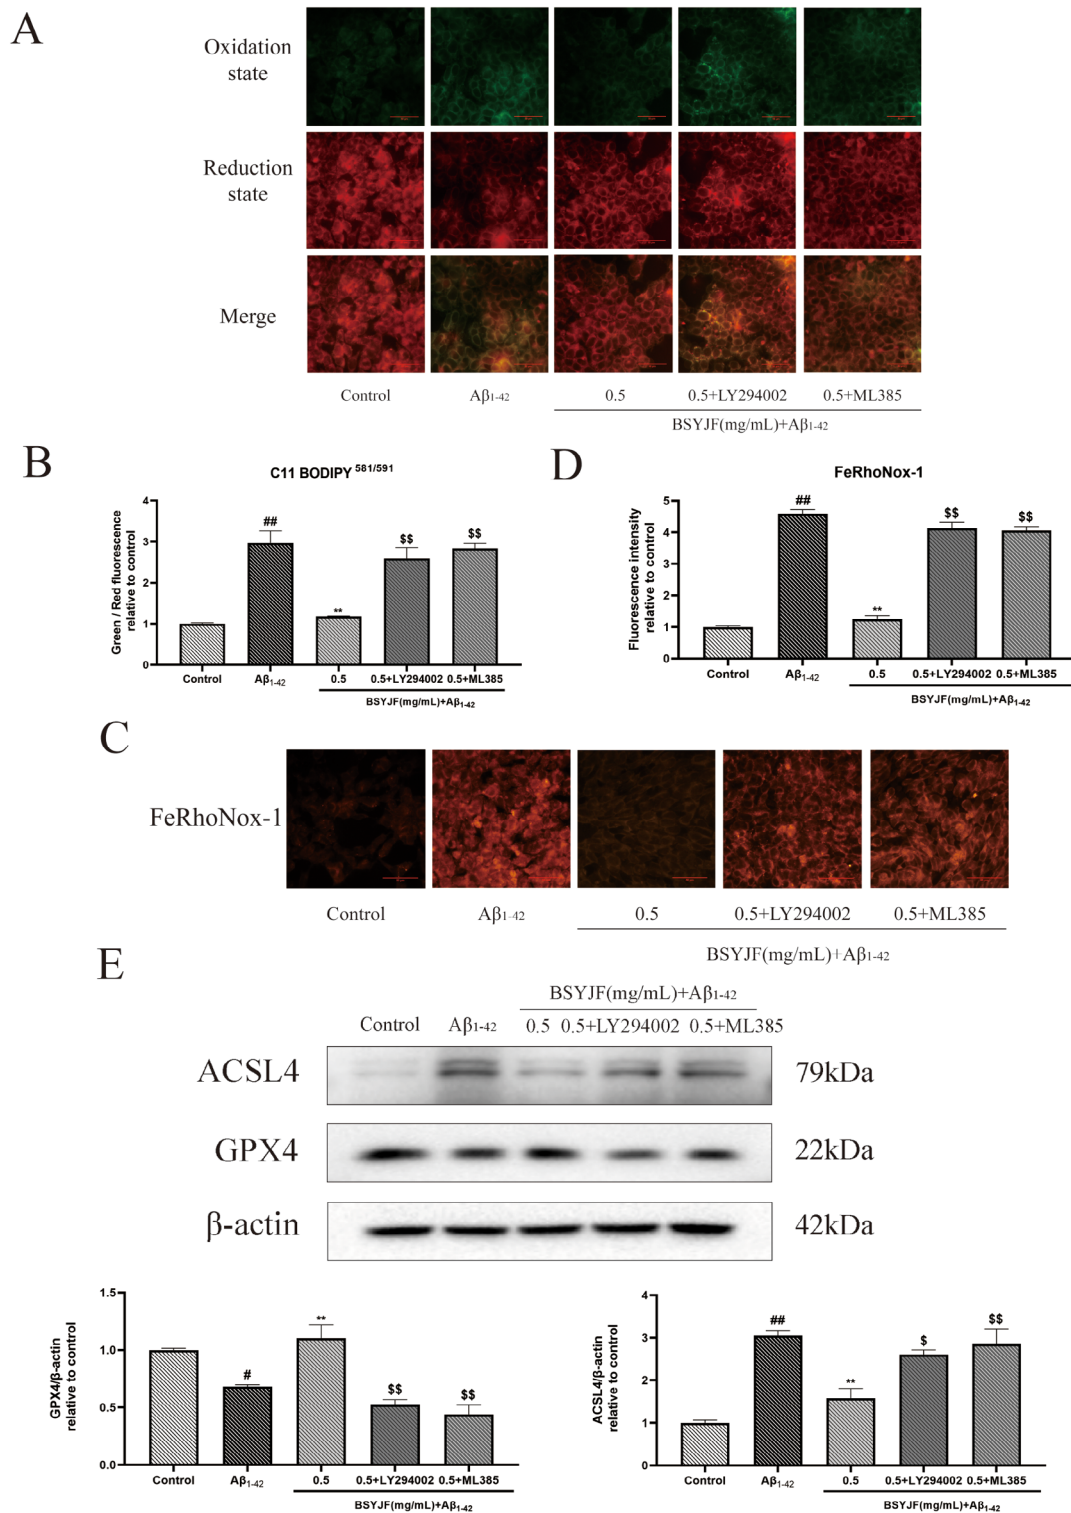 A
Oxidation
state
Reduction
state
Merge
Control Aβ1-42 0.5 0.5+LY294002 0.5+ML385
BSYJF(mg/mL)+Aβ1-42
B
C11 BODIPY 581/591
Green / Red fluorescence
relative to control
4
3
2
1
0
## ** $$ $$
Control Aβ1-42 0.5 0.5+LY294002 0.5+ML385
BSYJF(mg/mL)+Aβ1-42
D
FeRhoNox-1
Fluorescence intensity
relative to control
5
4
3
2
1
0
## ** $$ $$
Control Aβ1-42 0.5 0.5+LY294002 0.5+ML385
BSYJF(mg/mL)+Aβ1-42
C
FeRhoNox-1
Control Aβ1-42 0.5 0.5+LY294002 0.5+ML385
BSYJF(mg/mL)+Aβ1-42
E
BSYJF(mg/mL)+Aβ1-42
Control Aβ1-42 0.5 0.5+LY294002 0.5+ML385
ACSL4 79kDa
GPX4 22kDa
β-actin 42kDa
GPX4/β-actin
relative to control
1.5
1.0
0.5
0.0
# ** $$ $$
Control Aβ1-42 0.5 0.5+LY294002 0.5+ML385
BSYJF(mg/mL)+Aβ1-42
ACSL4/β-actin
relative to control
4
3
2
1
0
## ** $ $$
Control Aβ1-42 0.5 0.5+LY294002 0.5+ML385
BSYJF(mg/mL)+Aβ1-42